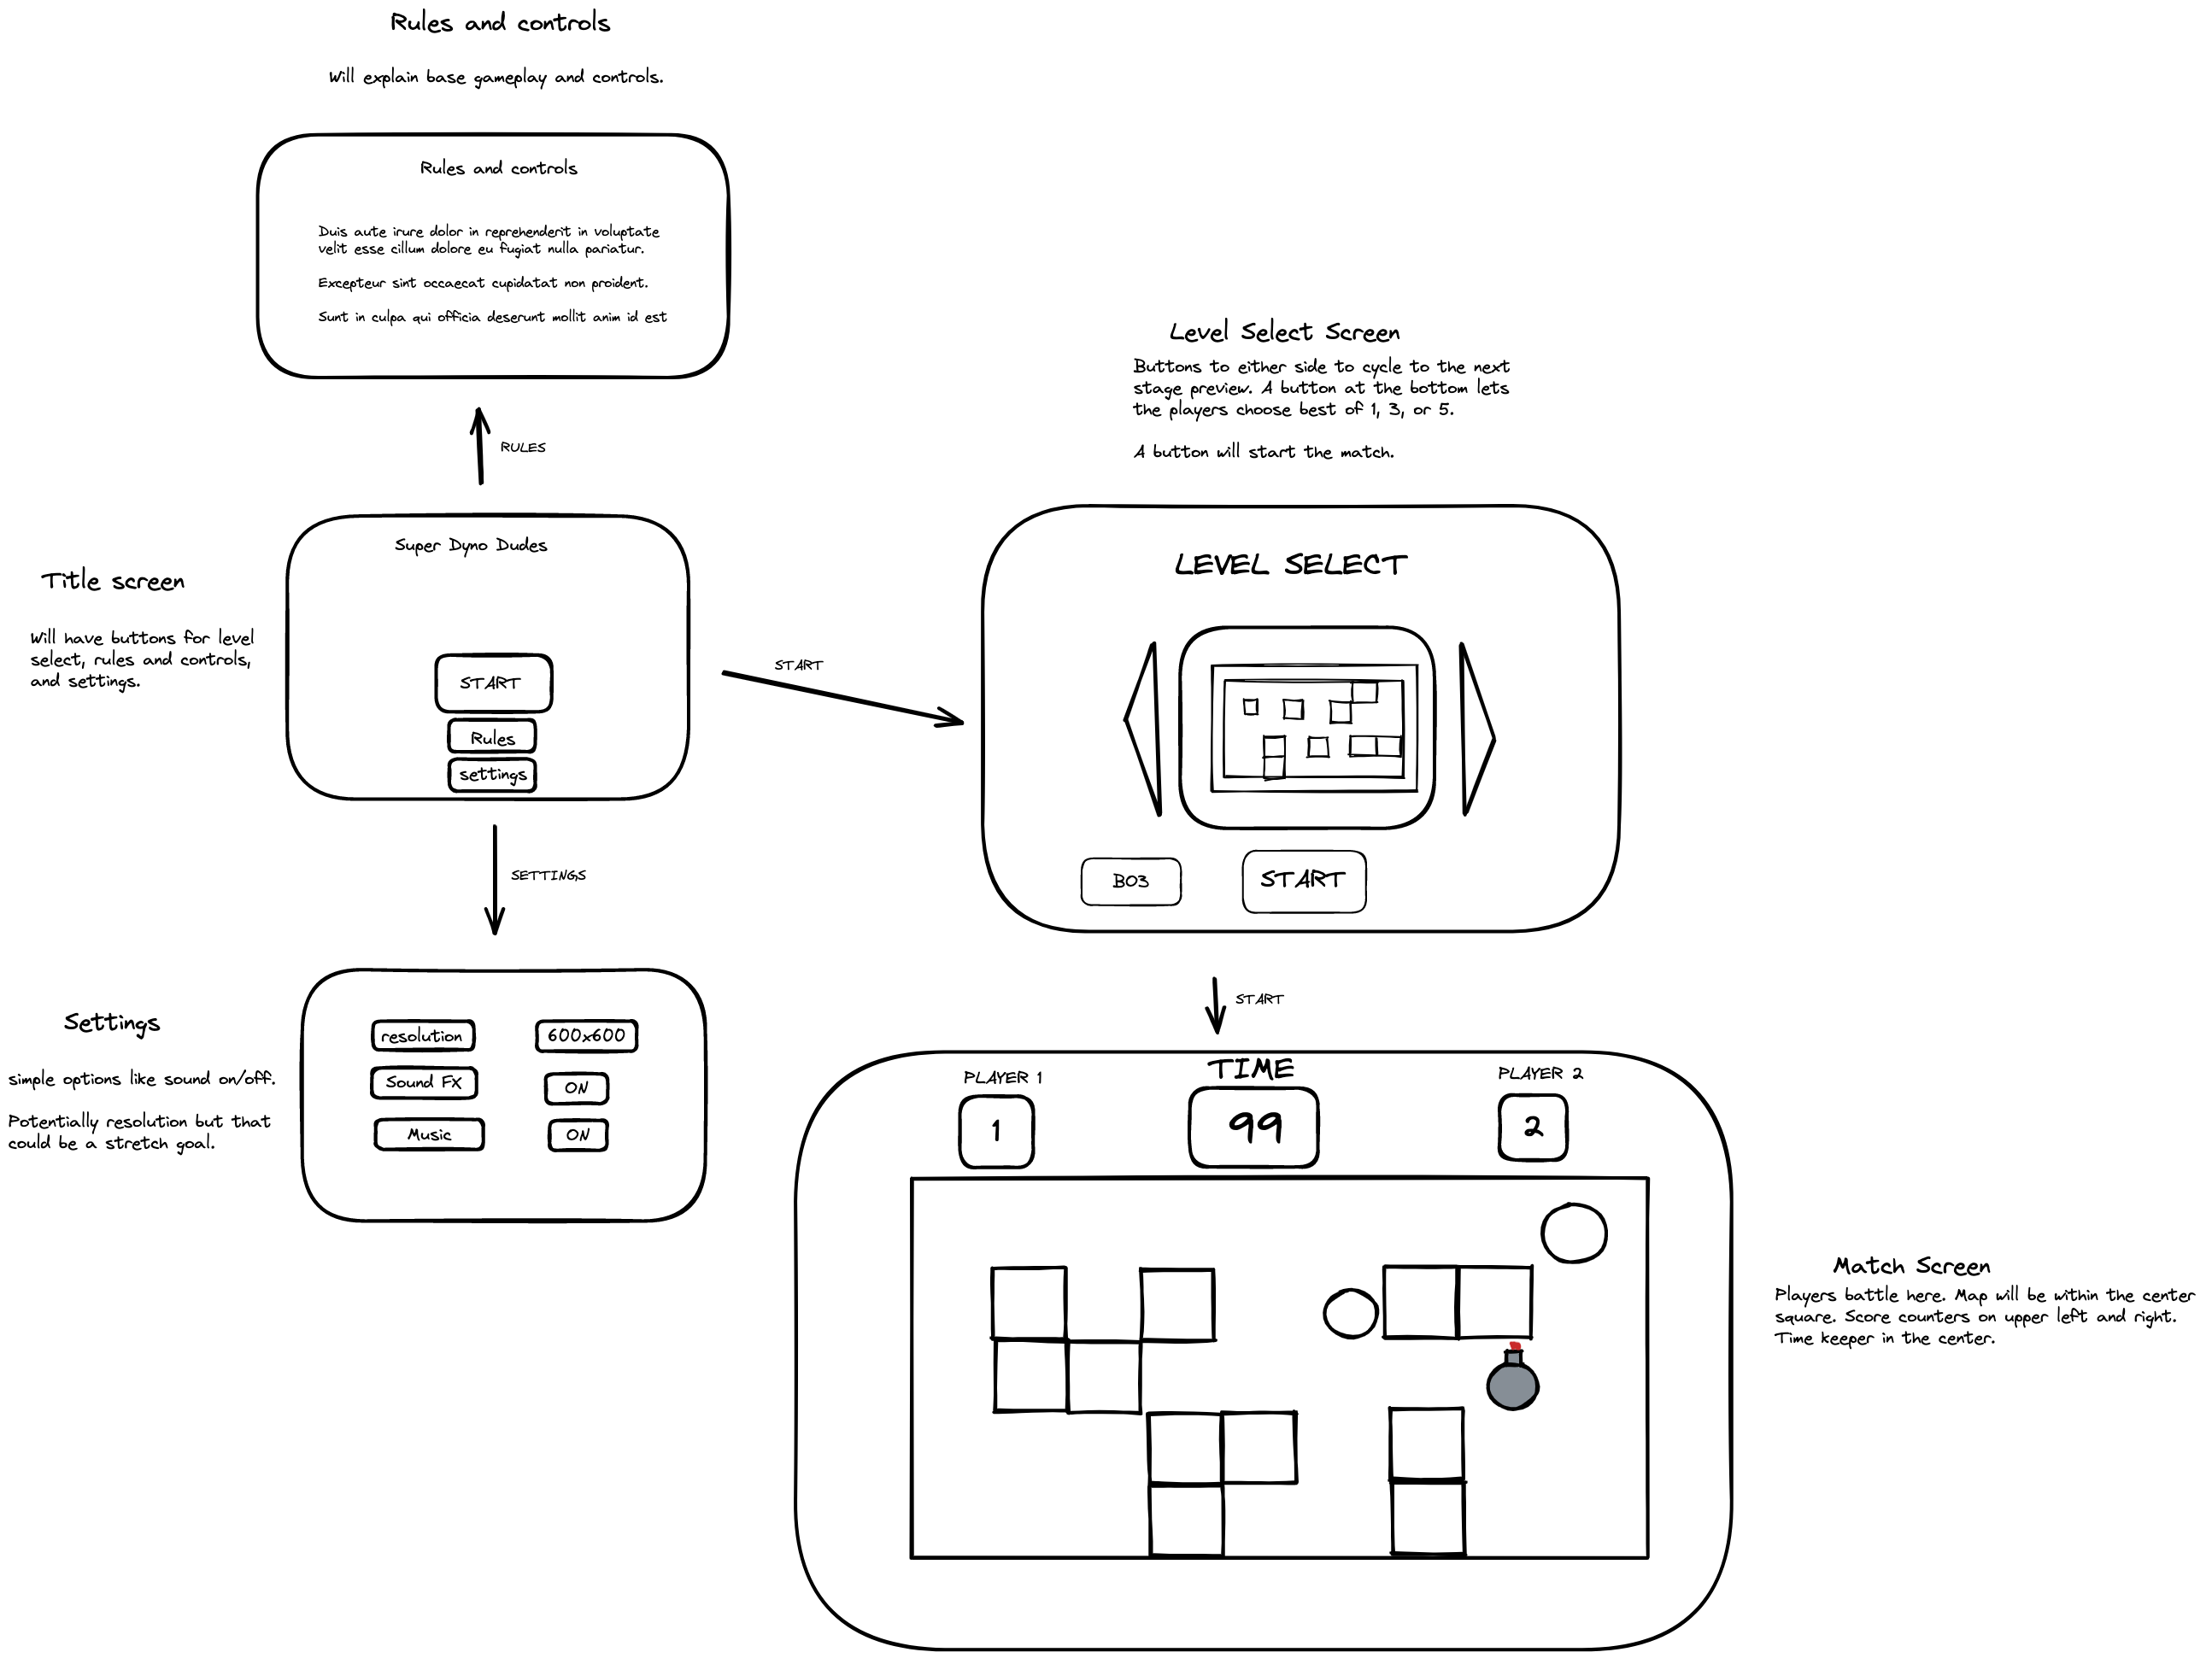 Rules and controls
Will explain base gameplay and controls.
Rules and controls
Duis aute irure dolor in reprehenderit in voluptate
velit esse cillum dolore eu fugiat nulla pariatur.
Excepteur sint occaecat cupidatat non proident.
Sunt in culpa qui officia deserunt mollit anim id est
RULES
Title screen
Will have buttons for level
select, rules and controls,
and settings.
Super Dyno Dudes
START
Rules
settings
START
SETTINGS
Settings
simple options like sound on/off.
Potentially resolution but that
could be a stretch goal.
resolution
600x600
Sound FX
ON
Music
ON
Level Select Screen
Buttons to either side to cycle to the next
stage preview. A button at the bottom lets
the players choose best of 1, 3, or 5.
A button will start the match.
LEVEL SELECT
BO3
START
START
PLAYER 1
TIME
PLAYER 2
1
99
2
Match Screen
Players battle here. Map will be within the center
square. Score counters on upper left and right.
Time keeper in the center.